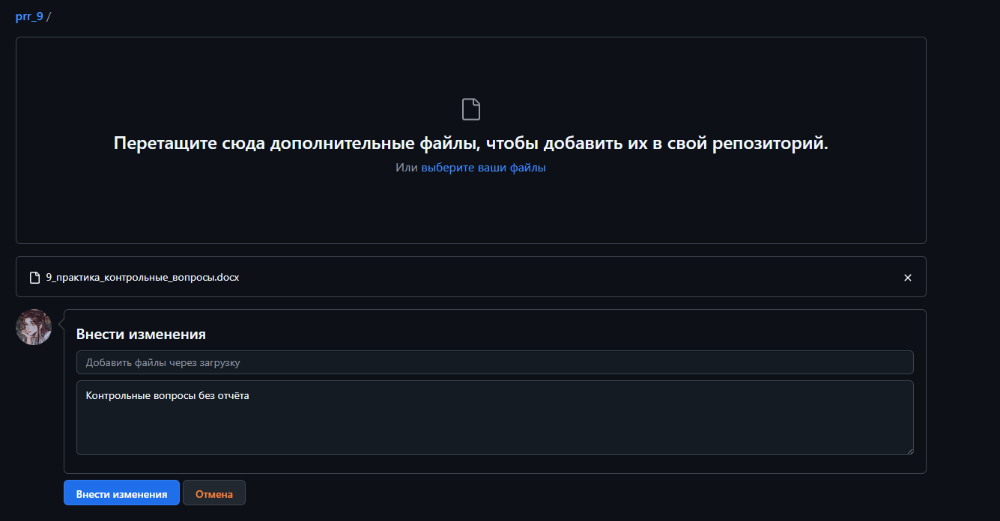 prr_9 /
Перетащите сюда дополнительные файлы, чтобы добавить их в свой репозиторий.
Или выберите ваши файлы
9_практика_контрольные_вопросы.docx
Внести изменения
Добавить файлы через загрузку
Контрольные вопросы без отчёта
Внести изменения Отмена